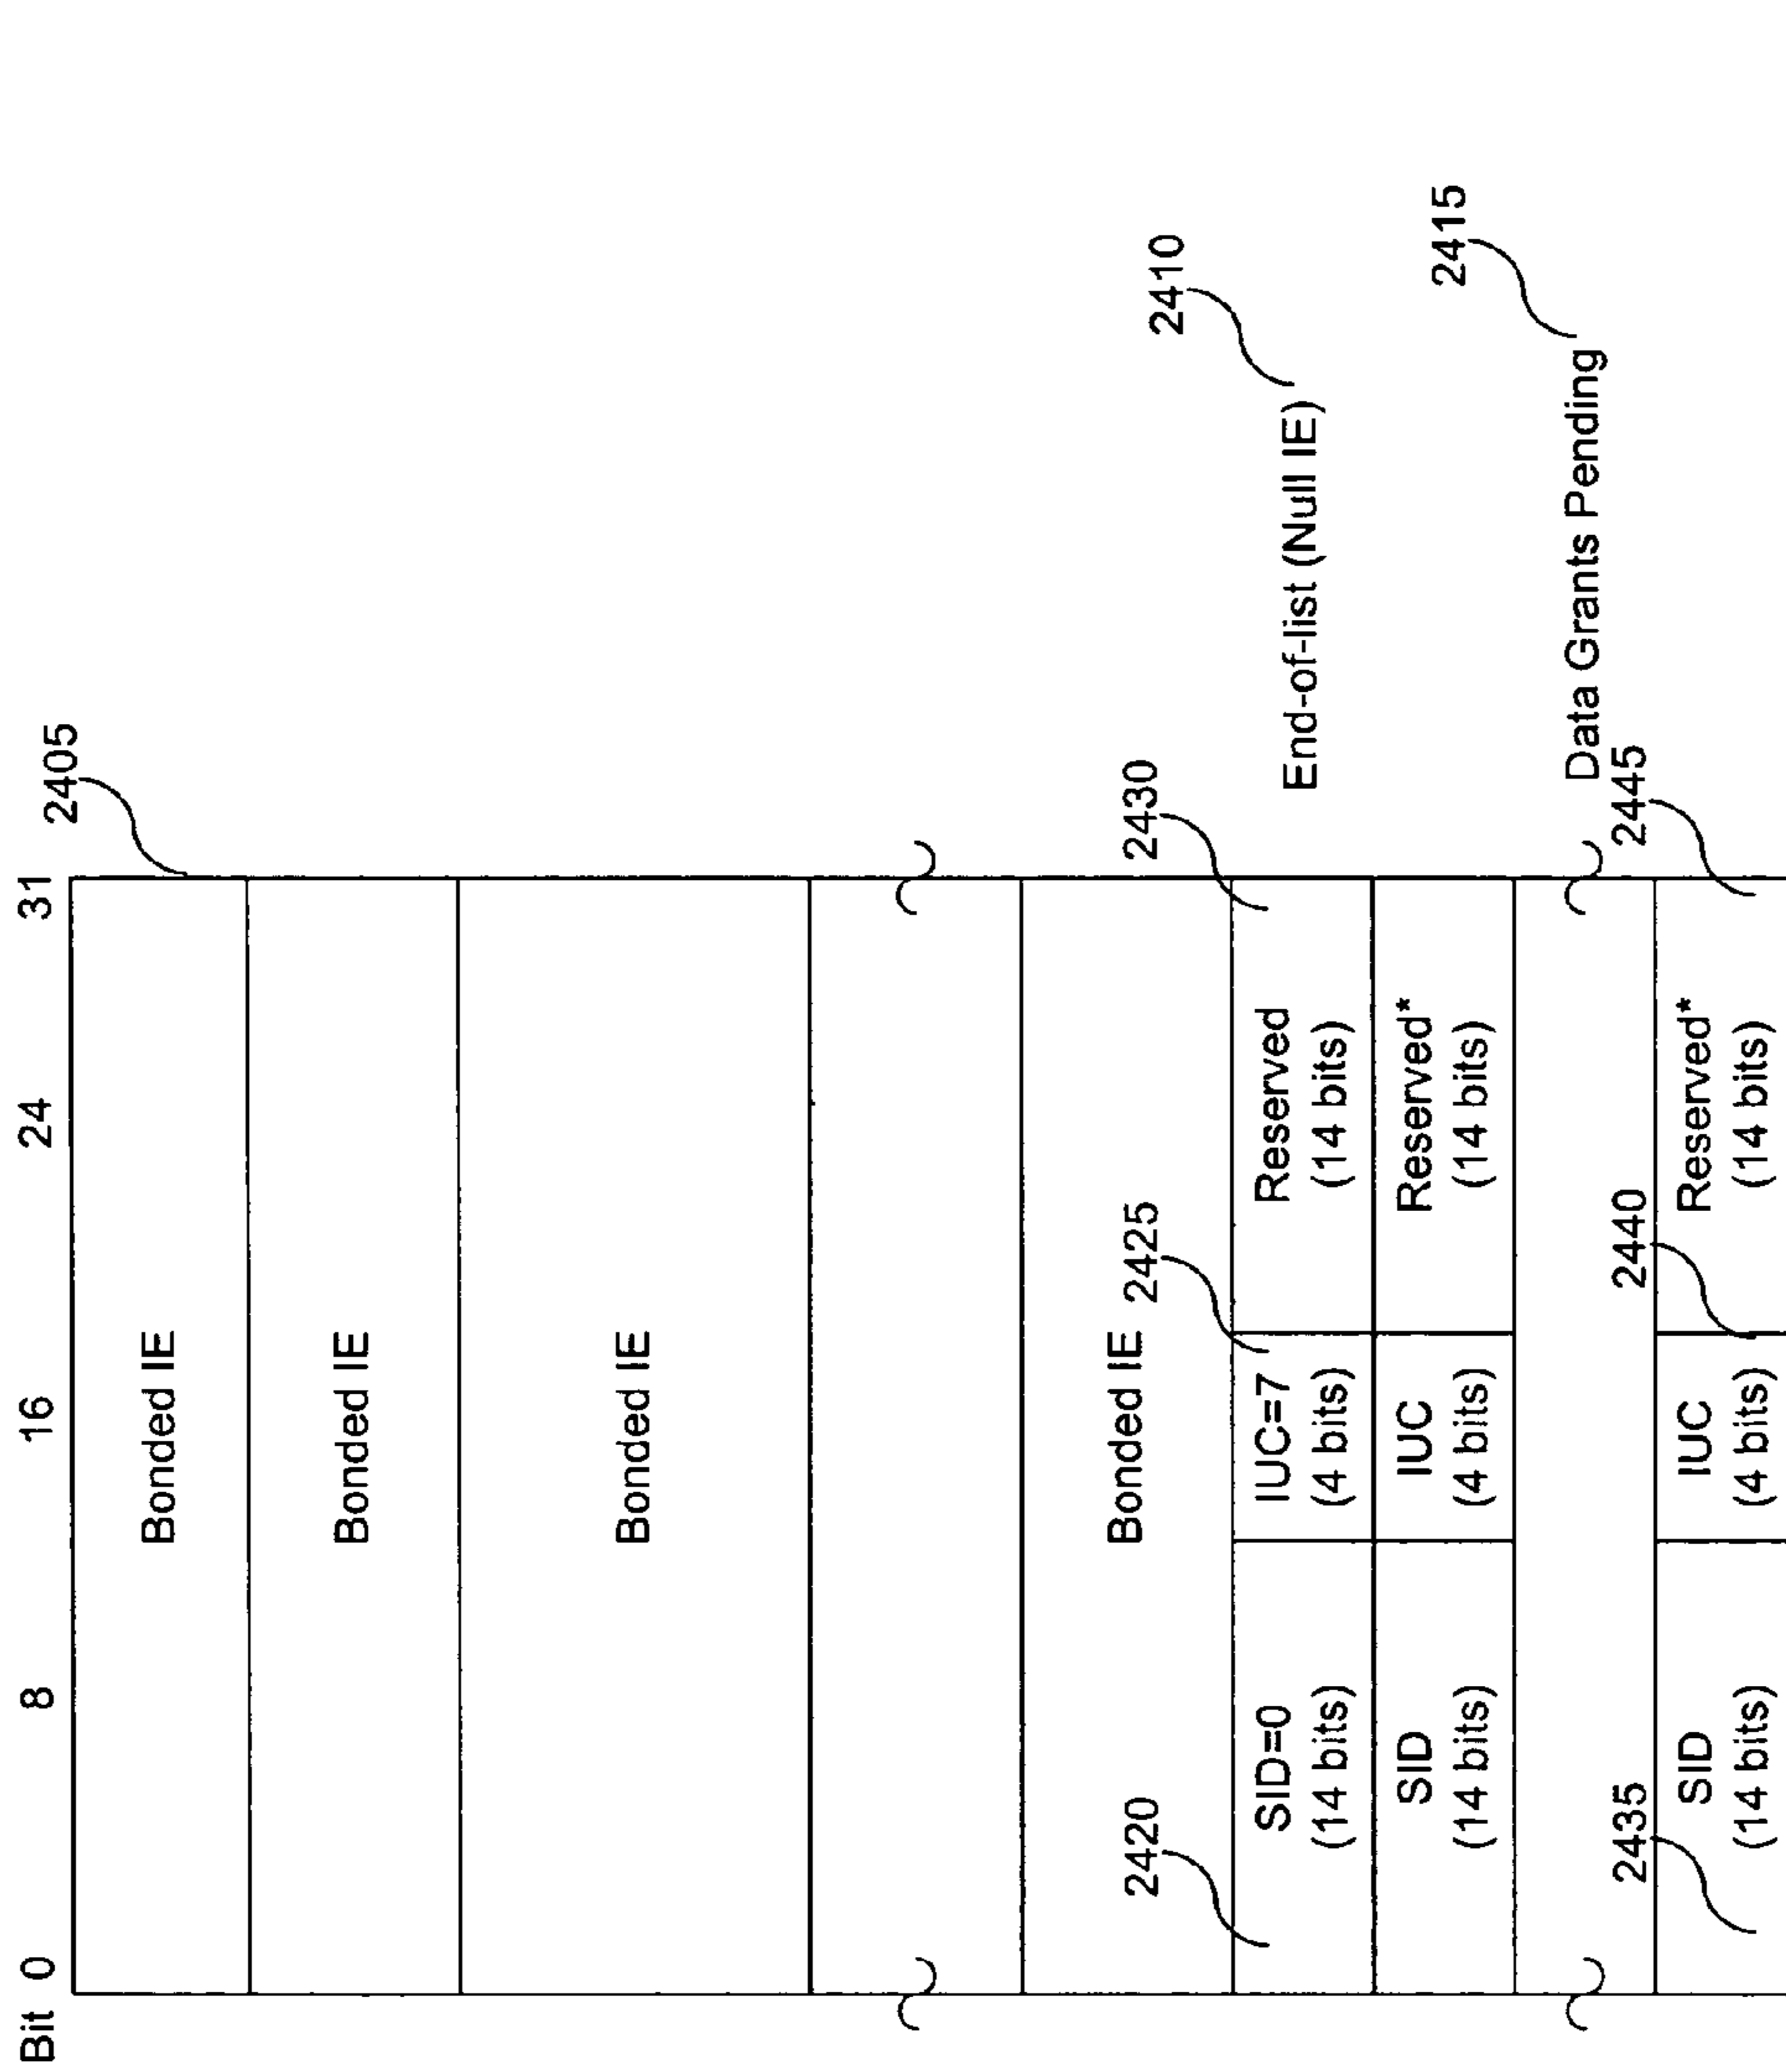 Bit 0 8 16 24 31
2405
Bonded IE
Bonded IE
Bonded IE
Bonded IE
2420
2425
2430
2410
SID=0
(14 bits)
IUC=7
(4 bits)
Reserved
(14 bits)
End-of-list (Null IE)
SID
(14 bits)
IUC
(4 bits)
Reserved*
(14 bits)
2415
Data Grants Pending
2435
2440
2445
SID
(14 bits)
IUC
(4 bits)
Reserved*
(14 bits)